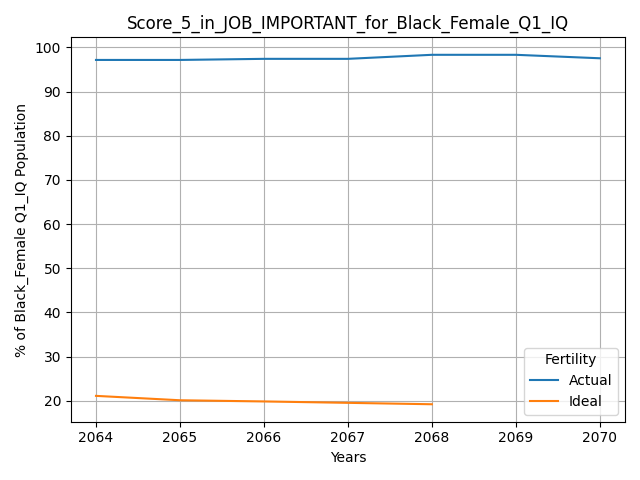 Score_5_in_JOB_IMPORTANT_for_Black_Female_Q1_IQ
% of Black_Female Q1_IQ Population
100
90
80
70
60
50
40
30
20
Fertility
Actual
Ideal
2064 2065 2066 2067 2068 2069 2070
Years